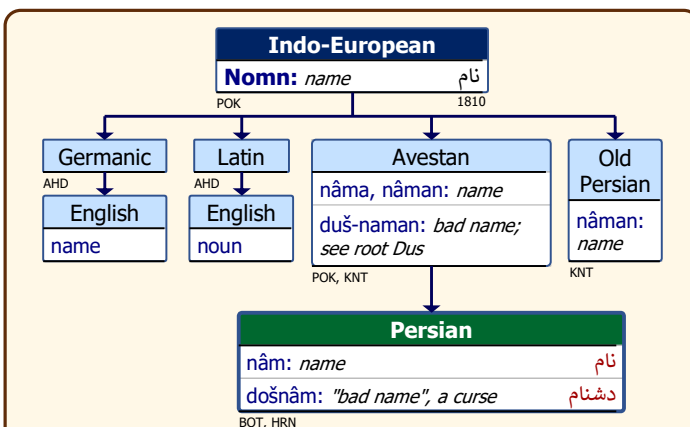 Indo-European
Nomn: name نام
POK 1810
Germanic Latin Avestan Old Persian
AHD AHD
nâma, nâman: name
English English
name noun
duš-naman: bad name; see root Dus
nâman: name
POK, KNT KNT
Persian
nâm: name نام
došnâm: "bad name", a curse دشنام
BOT, HRN